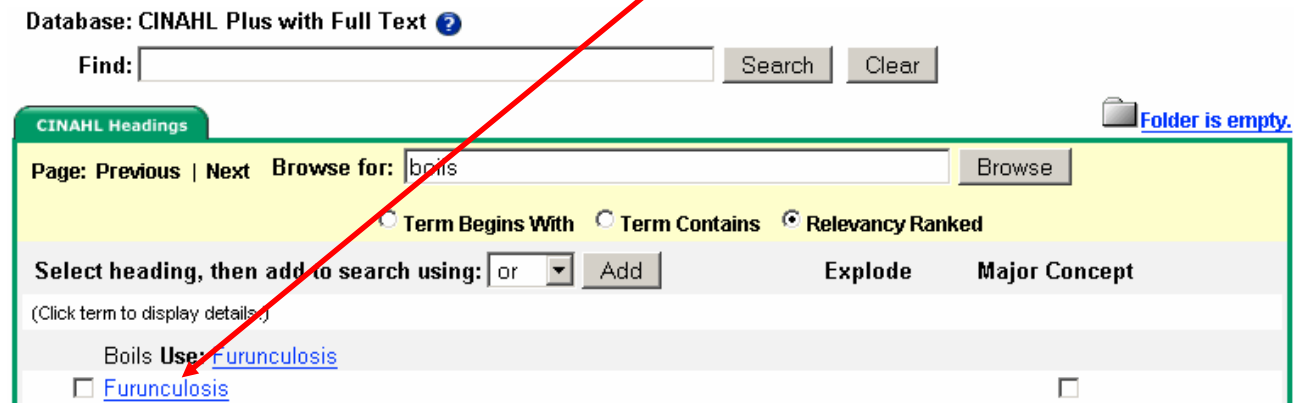 Database: CINAHL Plus with Full Text ?
Find: Search Clear
CINAHL Headings Folder is empty.
Page: Previous | Next Browse for: boils Browse
Term Begins With Term Contains Relevancy Ranked
Select heading, then add to search using: or Add Explode Major Concept
(Click term to display details.)
Boils Use: Furunculosis
Furunculosis